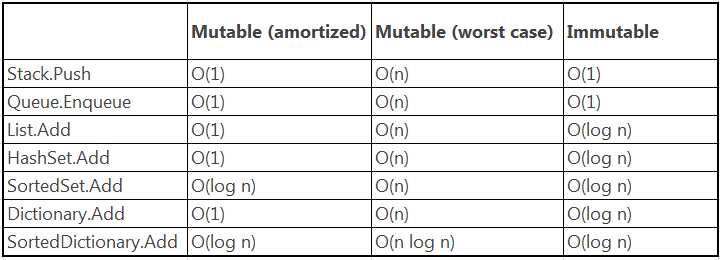 Mutable (amortized) Mutable (worst case) Immutable
Stack.Push O(1) O(n) O(1)
Queue.Enqueue O(1) O(n) O(1)
List.Add O(1) O(n) O(log n)
HashSet.Add O(1) O(n) O(log n)
SortedSet.Add O(log n) O(n) O(log n)
Dictionary.Add O(1) O(n) O(log n)
SortedDictionary.Add O(log n) O(n log n) O(log n)